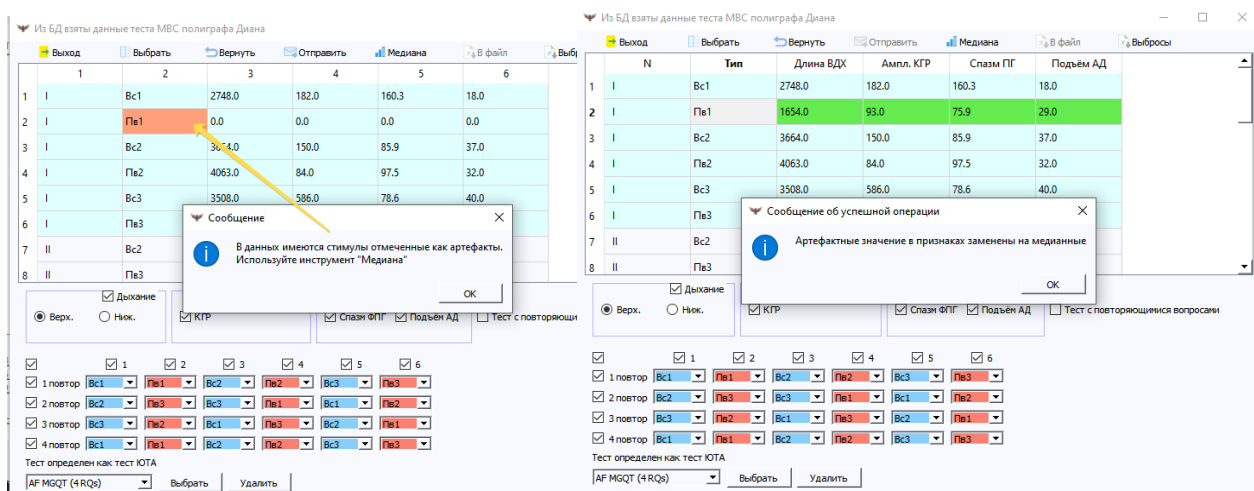 Из БД взяты данные теста МВС полиграфа Диана
Выход Выбрать Вернуть Отправить Медиана В файл Выбр
1 2 3 4 5 6
1 I Вс1 2748.0 182.0 160.3 18.0
2 I Пв1 0.0 0.0 0.0 0.0
3 I Вс2 3664.0 150.0 85.9 37.0
4 I Пв2 4063.0 84.0 97.5 32.0
5 I Вс3 3508.0 586.0 78.6 40.0
6 I Пв3
7 II Вс2
8 II Пв3
Сообщение
В данных имеются стимулы отмеченные как артефакты.
Используйте инструмент "Медиана"
OK
Дыхание
Верх. Ниж. КГР Спазм ФПГ Подъём АД Тест с повторяющи
1 2 3 4 5 6
1 повтор Вс1 Пв1 Вс2 Пв2 Вс3 Пв3
2 повтор Вс2 Пв3 Вс3 Пв1 Вс1 Пв2
3 повтор Вс3 Пв2 Вс1 Пв3 Вс2 Пв1
4 повтор Вс1 Пв1 Вс2 Пв2 Вс3 Пв3
Тест определен как тест ЮТА
AF MGQT (4 RQs) Выбрать Удалить
Из БД взяты данные теста МВС полиграфа Диана
Выход Выбрать Вернуть Отправить Медиана В файл Выбросы
N Тип Длина ВДХ Ампл. КГР Спазм ПГ Подъём АД
1 I Вс1 2748.0 182.0 160.3 18.0
2 I Пв1 1654.0 93.0 75.9 29.0
3 I Вс2 3664.0 150.0 85.9 37.0
4 I Пв2 4063.0 84.0 97.5 32.0
5 I Вс3 3508.0 586.0 78.6 40.0
6 I Пв3
7 II Вс2
8 II Пв3
Сообщение об успешной операции
Артефактные значение в признаках заменены на медианные
OK
Дыхание
Верх. Ниж. КГР Спазм ФПГ Подъём АД Тест с повторяющимися вопросами
1 2 3 4 5 6
1 повтор Вс1 Пв1 Вс2 Пв2 Вс3 Пв3
2 повтор Вс2 Пв3 Вс3 Пв1 Вс1 Пв2
3 повтор Вс3 Пв2 Вс1 Пв3 Вс2 Пв1
4 повтор Вс1 Пв1 Вс2 Пв2 Вс3 Пв3
Тест определен как тест ЮТА
AF MGQT (4 RQs) Выбрать Удалить